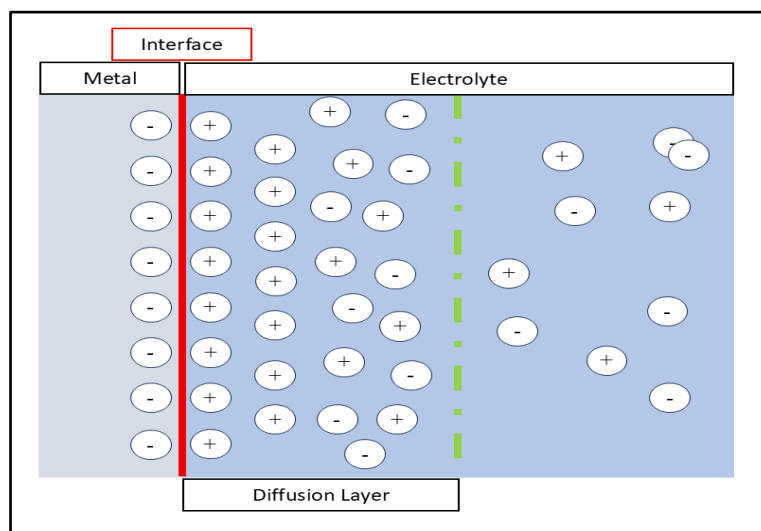 Interface
Metal
Electrolyte
- + + -
- + + + - + - -
- + + - + - +
- + + + - +
- + + - + - -
- + + + - +
- + + - +
- + + - + -
- + -
Diffusion Layer